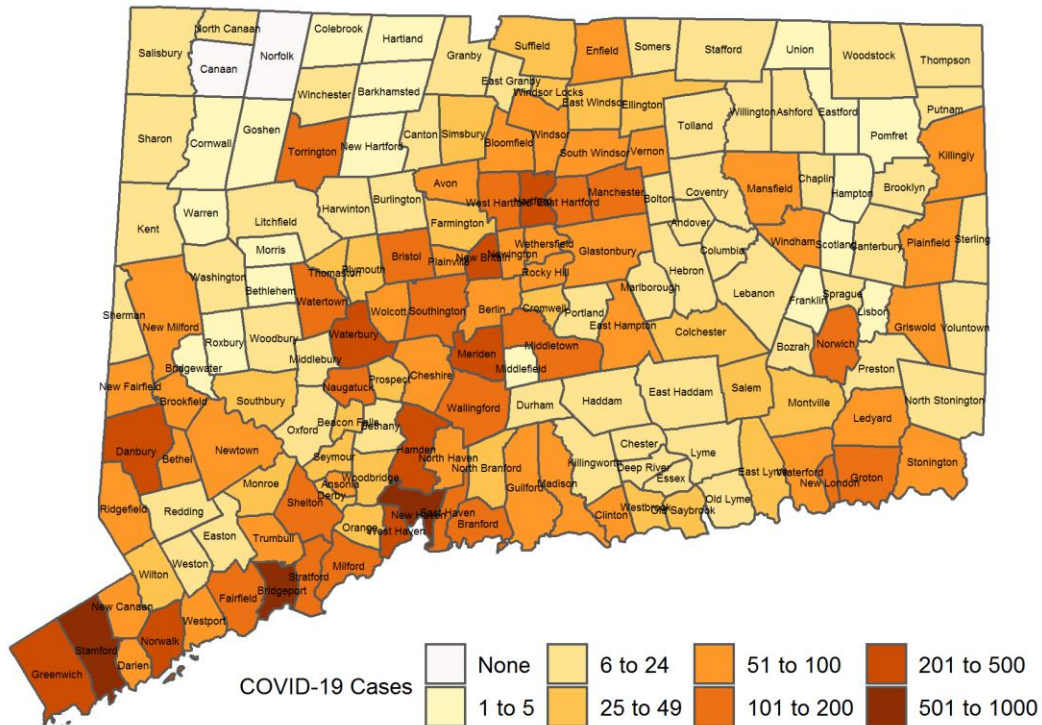 North Canaan
Colebrook
Hartland
Suffield
Enfield
Somers
Stafford
Union
Woodstock
Thompson
Salisbury
Canaan
Norfolk
Granby
East Granby
Windsor Locks
Winchester
Barkhamsted
East Windsor
Ellington
Willington
Ashford
Eastford
Putnam
Sharon
Cornwall
Goshen
Torrington
New Hartford
Canton
Simsbury
Bloomfield
Windsor
South Windsor
Vernon
Tolland
Pomfret
Killingly
Kent
Warren
Litchfield
Harwinton
Burlington
Avon
West Hartford
Hartford
East Hartford
Manchester
Bolton
Coventry
Mansfield
Chaplin
Hampton
Brooklyn
Farmington
Andover
Morris
Bristol
Plainville
New Britain
Newington
Wethersfield
Glastonbury
Columbia
Windham
Scotland
Canterbury
Plainfield
Sterling
Washington
Bethlehem
Thomaston
Plymouth
Watertown
Rocky Hill
Hebron
Marlborough
Lebanon
Franklin
Sprague
Lisbon
Sherman
New Milford
Roxbury
Woodbury
Waterbury
Wolcott
Southington
Berlin
Cromwell
Portland
East Hampton
Colchester
Griswold
Voluntown
Bridgewater
Middlebury
Meriden
Middletown
Middlefield
Bozrah
Norwich
Preston
New Fairfield
Brookfield
Southbury
Naugatuck
Prospect
Cheshire
Wallingford
Durham
Haddam
East Haddam
Salem
Montville
Ledyard
North Stonington
Danbury
Bethel
Newtown
Oxford
Beacon Falls
Bethany
Hamden
North Haven
North Branford
Killingworth
Chester
Deep River
Essex
Lyme
East Lyme
Waterford
New London
Groton
Stonington
Seymour
Woodbridge
Monroe
Ansonia
Derby
Guilford
Madison
Ridgefield
Redding
Shelton
Orange
New Haven
East Haven
West Haven
Branford
Clinton
Westbrook
Old Saybrook
Old Lyme
Easton
Weston
Trumbull
Wilton
Stratford
Milford
Bridgeport
Fairfield
New Canaan
Westport
Norwalk
Darien
Stamford
Greenwich
COVID-19 Cases
None
1 to 5
6 to 24
25 to 49
51 to 100
101 to 200
201 to 500
501 to 1000